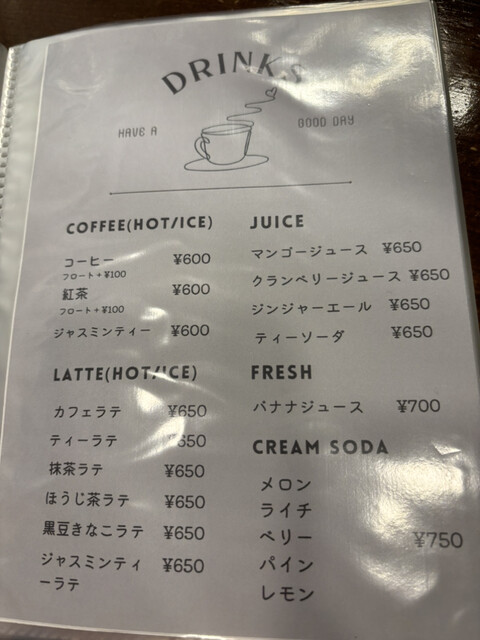 DRINKS
HAVE A
GOOD DAY
COFFEE(HOT/ICE)
コーヒー ¥600
フロート+¥100
紅茶 ¥600
フロート+¥100
ジャスミンティー ¥600
LATTE(HOT/ICE)
カフェラテ ¥650
ティーラテ ¥650
抹茶ラテ ¥650
ほうじ茶ラテ ¥650
黒豆きなこラテ ¥650
ジャスミンティ ¥650
ーラテ
JUICE
マンゴージュース ¥650
クランベリージュース ¥650
ジンジャーエール ¥650
ティーソーダ ¥650
FRESH
バナナジュース ¥700
CREAM SODA
メロン
ライチ
ベリー ¥750
パイン
レモン